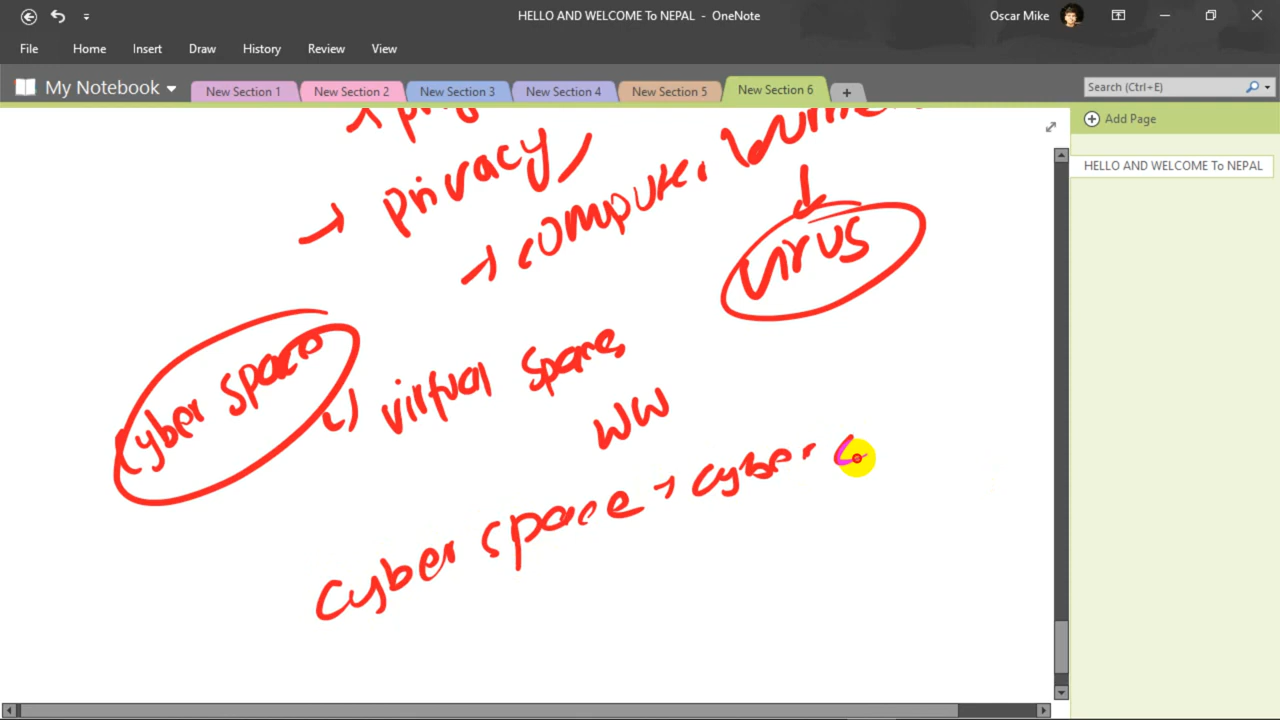 HELLO AND WELCOME To NEPAL - OneNote
Oscar Mike
File Home Insert Draw History Review View
My Notebook
New Section 1 New Section 2 New Section 3 New Section 4 New Section 5 New Section 6
Search (Ctrl+E)
Add Page
HELLO AND WELCOME To NEPAL
→ privacy
→ computer
virus
cyber space
virtual space
WW
cyber space → cyber